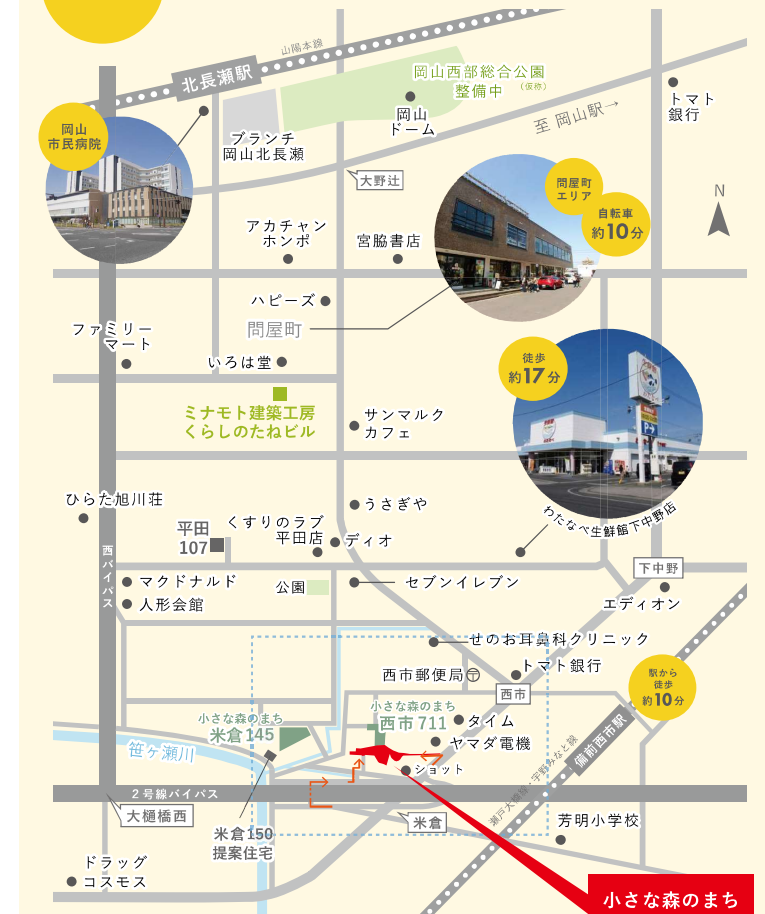 山陽本線
北長瀬駅
岡山西部総合公園
整備中
(仮称)
岡山
ドーム
トマト
銀行
至 岡山駅→
岡山
市民病院
ブランチ
岡山北長瀬
大野辻
問屋町
エリア
自転車
約10分
N
アカチャン
ホンポ
宮脇書店
ハピーズ
問屋町
ファミリー
マート
いろは堂
徒歩
約17分
ミナモト建築工房
くらしのたねビル
サンマルク
カフェ
P→
ひらた旭川荘
うさぎや
わたなべ生鮮館下中野店
平田
107
くすりのラブ
平田店
ディオ
西バイパス
下中野
マクドナルド
公園
セブンイレブン
人形会館
エディオン
せのお耳鼻科クリニック
西市郵便局
トマト銀行
駅から
徒歩
約10分
西市
小さな森のまち
西市711
小さな森のまち
米倉145
タイム
ヤマダ電機
備前西市駅
笹ヶ瀬川
ショット
瀬戸大橋線・宇野みなと線
2号線バイパス
大樋橋西
米倉
芳明小学校
米倉150
提案住宅
ドラッグ
コスモス
小さな森のまち